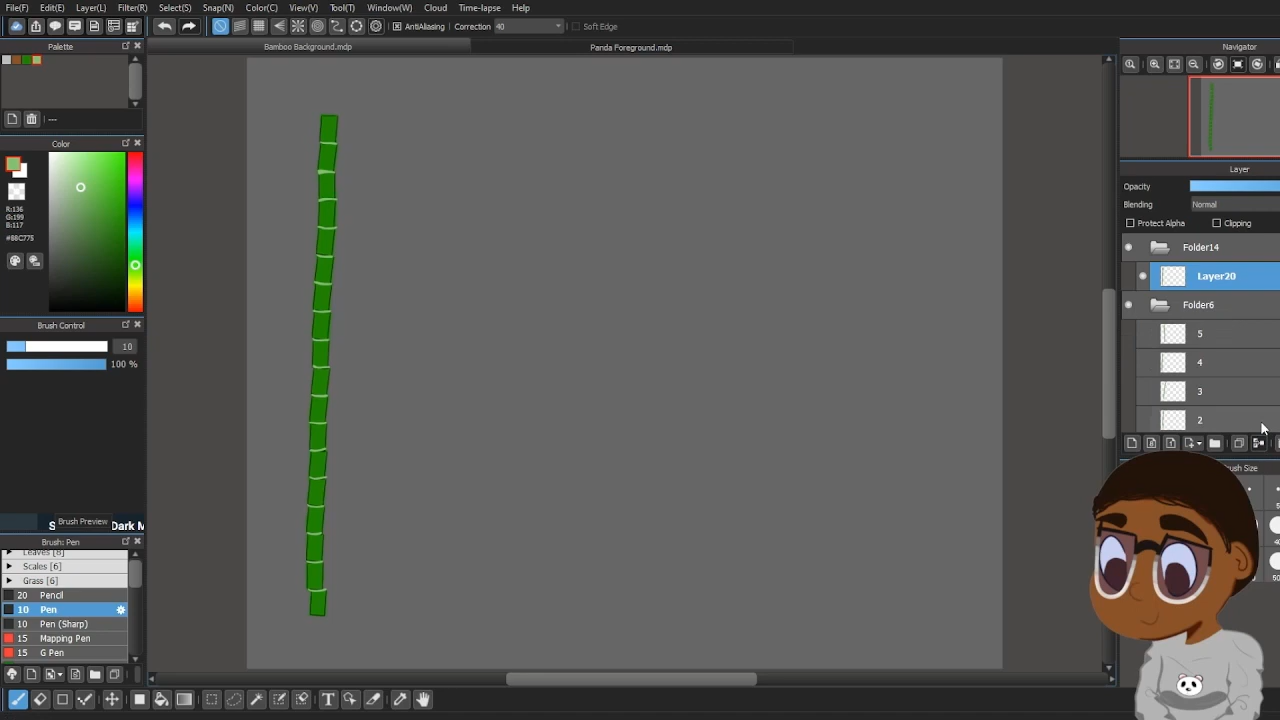 File(F) Edit(E) Layer(L) Filter(R) Select(S) Snap(N) Color(C) View(V) Tool(T) Window(W) Cloud Time-lapse Help
AntiAliasing Correction 40 Soft Edge
Palette
Bamboo Background.mdp
Panda Foreground.mdp
Navigator
---
Color
R:136
G:199
B:117
#88C775
Brush Control
10
100 %
Brush Preview
S
Dark M
Brush: Pen
Leaves [8]
Scales [6]
Grass [6]
20 Pencil
10 Pen
10 Pen (Sharp)
15 Mapping Pen
15 G Pen
T
Layer
Opacity
Blending Normal
Protect Alpha Clipping
Folder14
Layer20
Folder6
5
4
3
2